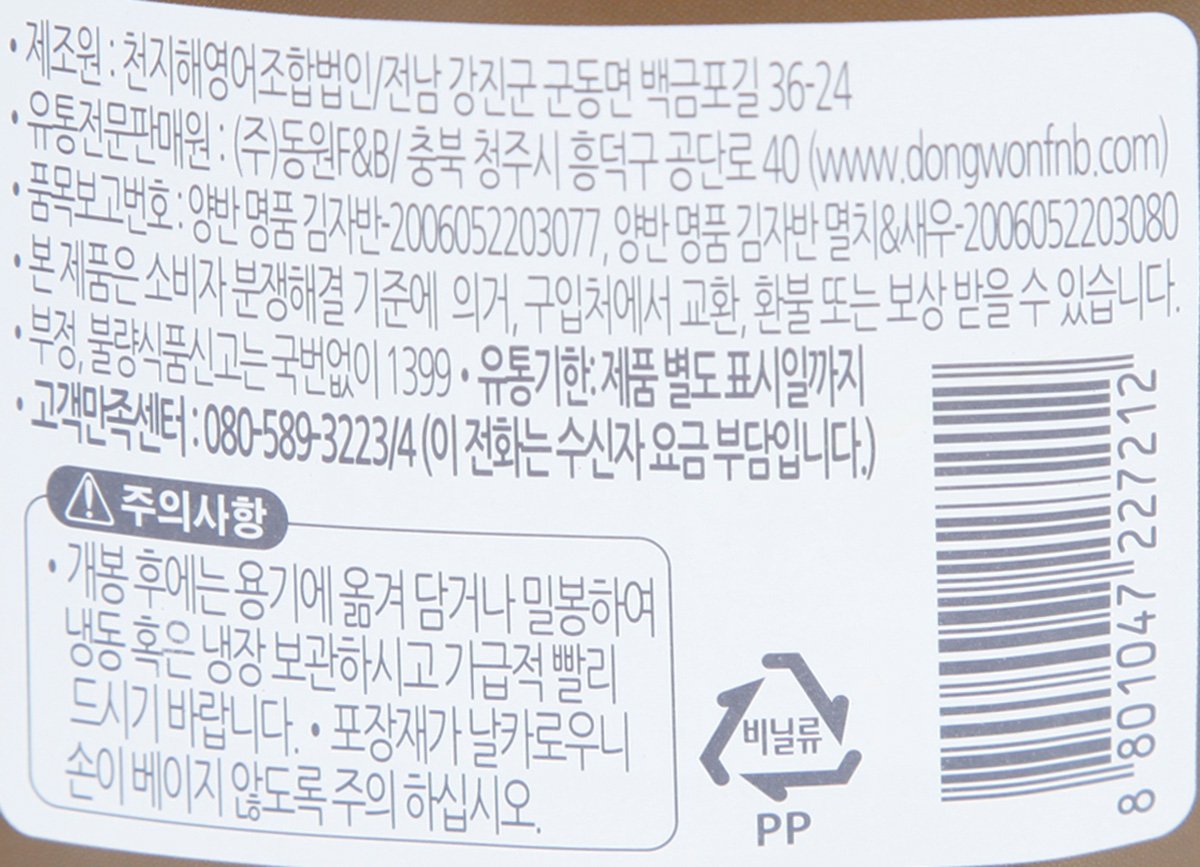 • 제조원 : 천지해영어조합법인/전남 강진군 군동면 백금포길 36-24
• 유통전문판매원 : (주)동원F&B/ 충북 청주시 흥덕구 공단로 40 (www.dongwonfnb.com)
• 품목보고번호 : 양반 명품 김자반-2006052203077, 양반 명품 김자반 멸치&새우-2006052203080
• 본 제품은 소비자 분쟁해결 기준에 의거, 구입처에서 교환, 환불 또는 보상 받을 수 있습니다.
• 부정, 불량식품신고는 국번없이 1399 • 유통기한: 제품 별도 표시일까지
• 고객만족센터 : 080-589-3223/4 (이 전화는 수신자 요금 부담입니다.)
주의사항
• 개봉 후에는 용기에 옮겨 담거나 밀봉하여
냉동 혹은 냉장 보관하시고 가급적 빨리
드시기 바랍니다. • 포장재가 날카로우니
손이 베이지 않도록 주의 하십시오.
비닐류
PP
8 801047 227212